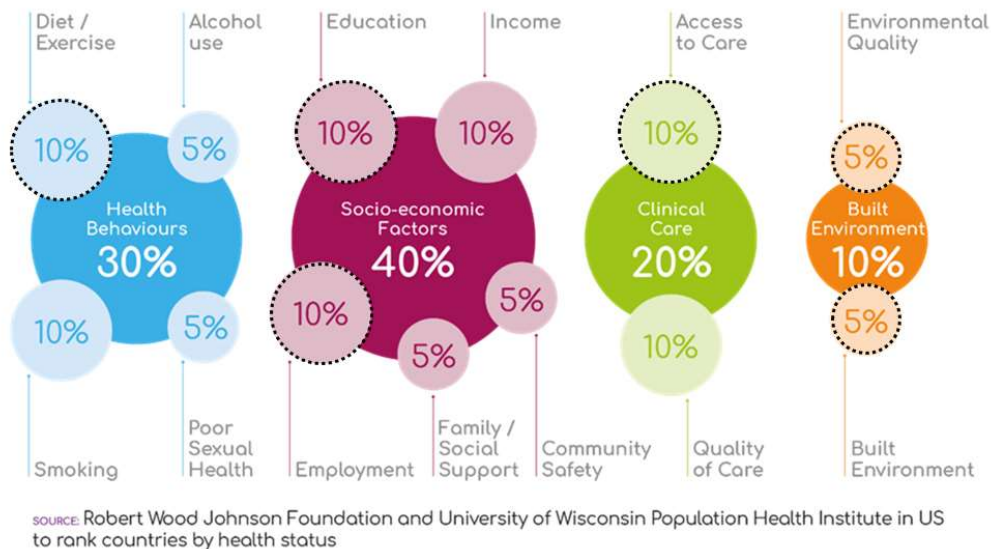 Diet /
Exercise
Alcohol
use
Education
Income
Access
to Care
Environmental
Quality
10%
5%
10%
10%
10%
5%
Health
Behaviours
30%
Socio-economic
Factors
40%
Clinical
Care
20%
Built
Environment
10%
10%
5%
10%
5%
5%
10%
5%
Smoking
Poor
Sexual
Health
Employment
Family /
Social
Support
Community
Safety
Quality
of Care
Built
Environment
SOURCE: Robert Wood Johnson Foundation and University of Wisconsin Population Health Institute in US
to rank countries by health status